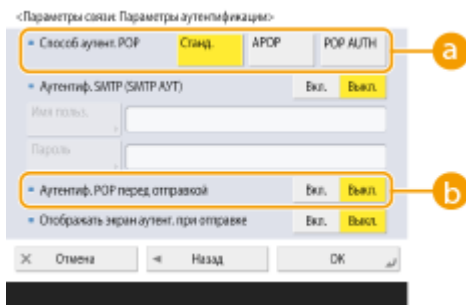 <Параметры связи: Параметры аутентификации>
Способ аутент. POP Станд. APOP POP AUTH a
Аутентиф. SMTP (SMTP АУТ) Вкл. Выкл.
Имя польз.
Пароль
Аутентиф. POP перед отправкой Вкл. Выкл. b
Отображать экран аутент. при отправке Вкл. Выкл.
Отмена Назад OK